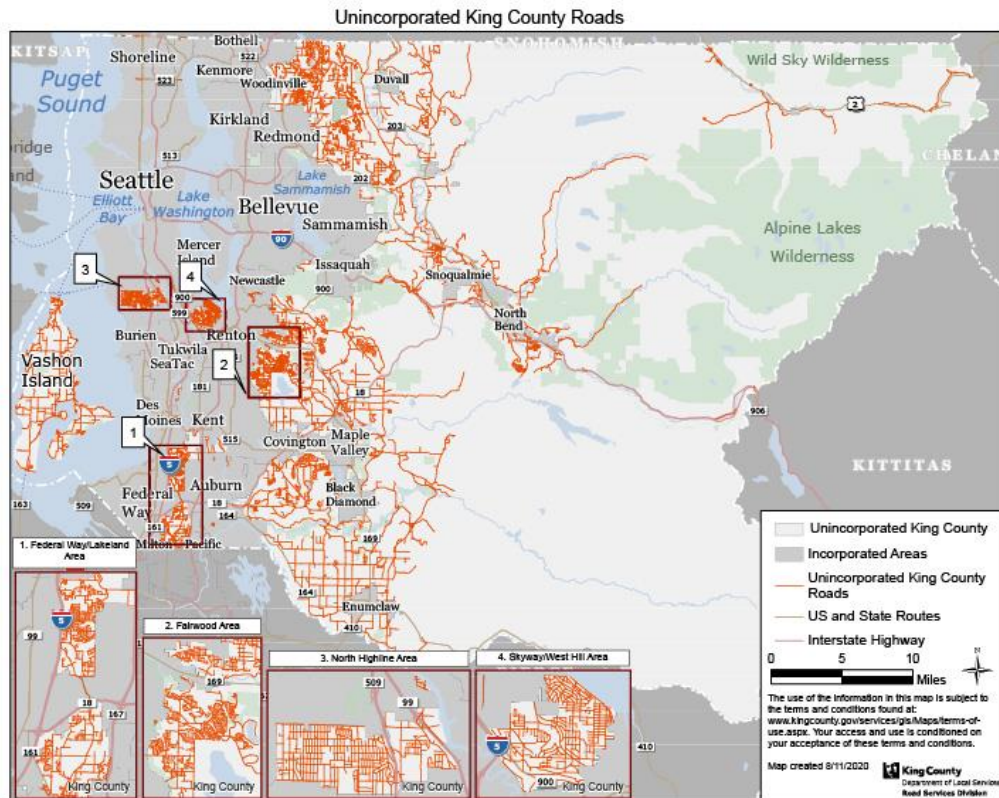 Unincorporated King County Roads
KITSAP
Puget
Sound
Shoreline
Bothell
522
Kenmore
523
Woodinville
SNOHOMISH
Duvall
Wild Sky Wilderness
2
Kirkland
Redmond
203
513
202
CHELAN
Seattle
Elliott
Bay
Lake
Washington
Lake
Sammamish
Bellevue
Sammamish
90
Alpine Lakes
Wilderness
Mercer
Island
3
4
Newcastle
Issaquah
900
Snoqualmie
900
599
North
Bend
Burien
Renton
Tukwila
SeaTac
Vashon
Island
2
181
18
906
Des
Moines
Kent
1
515
Covington
Maple
Valley
KITTITAS
5
Federal
Way
Auburn
Black
Diamond
163
509
18
164
161
Milton
Pacific
169
164
Enumclaw
410
410
1. Federal Way/Lakeland
Area
5
99
18
167
161
King County
2. Fairwood Area
169
King County
3. North Highline Area
509
99
King County
4. Skyway/West Hill Area
5
900
King County
Unincorporated King County
Incorporated Areas
Unincorporated King County
Roads
US and State Routes
Interstate Highway
0 5 10
Miles
N
The use of the information in this map is subject to
the terms and conditions found at:
www.kingcounty.gov/services/gis/Maps/terms-of-
use.aspx. Your access and use is conditioned on
your acceptance of these terms and conditions.
Map created 8/11/2020
King County
Department of Local Services
Road Services Division